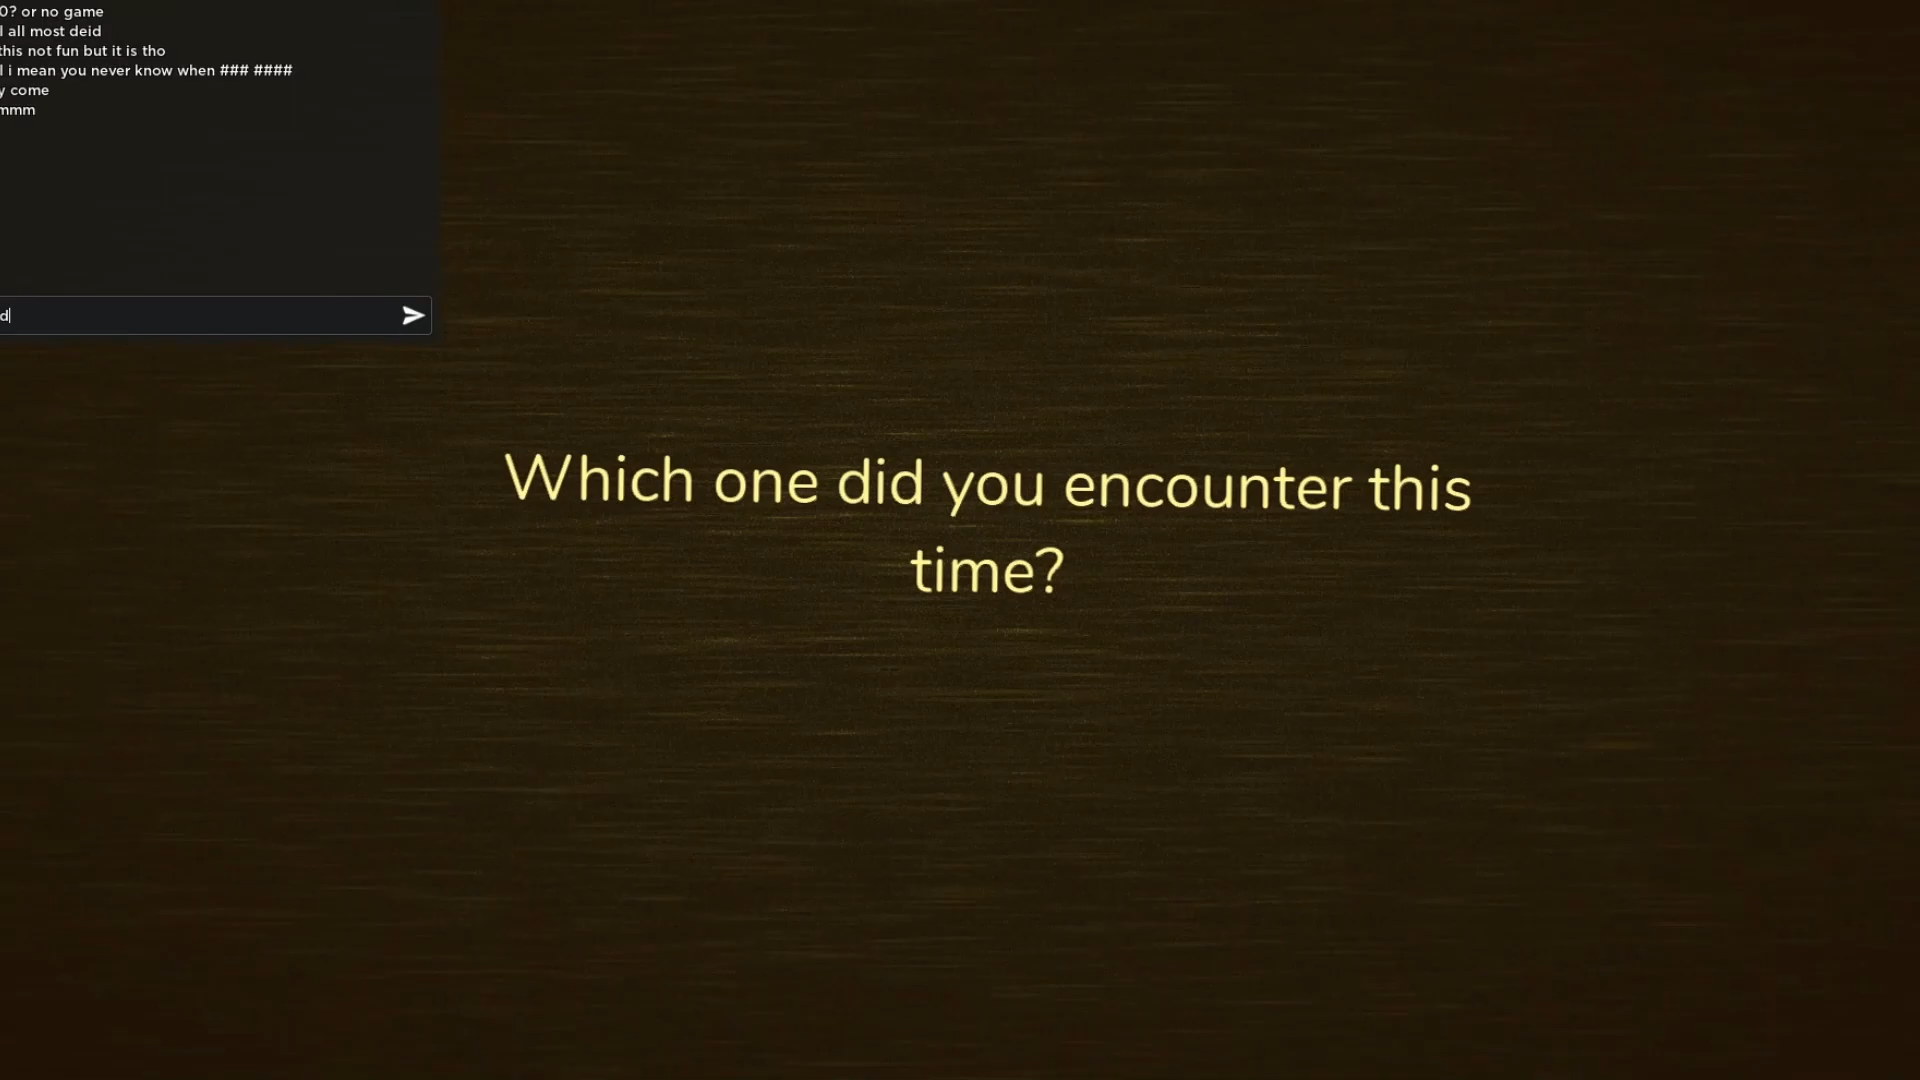 0? or no game
l all most deid
this not fun but it is tho
l i mean you never know when ### ####
y come
mmm
d
Which one did you encounter this
time?